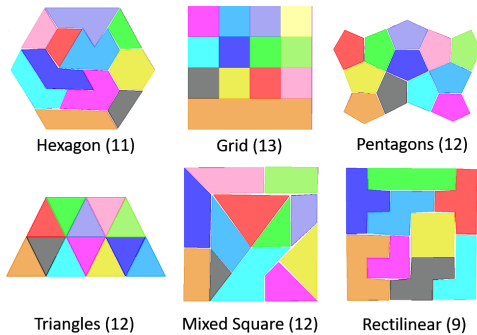 Hexagon (11)
Grid (13)
Pentagons (12)
Triangles (12)
Mixed Square (12)
Rectilinear (9)